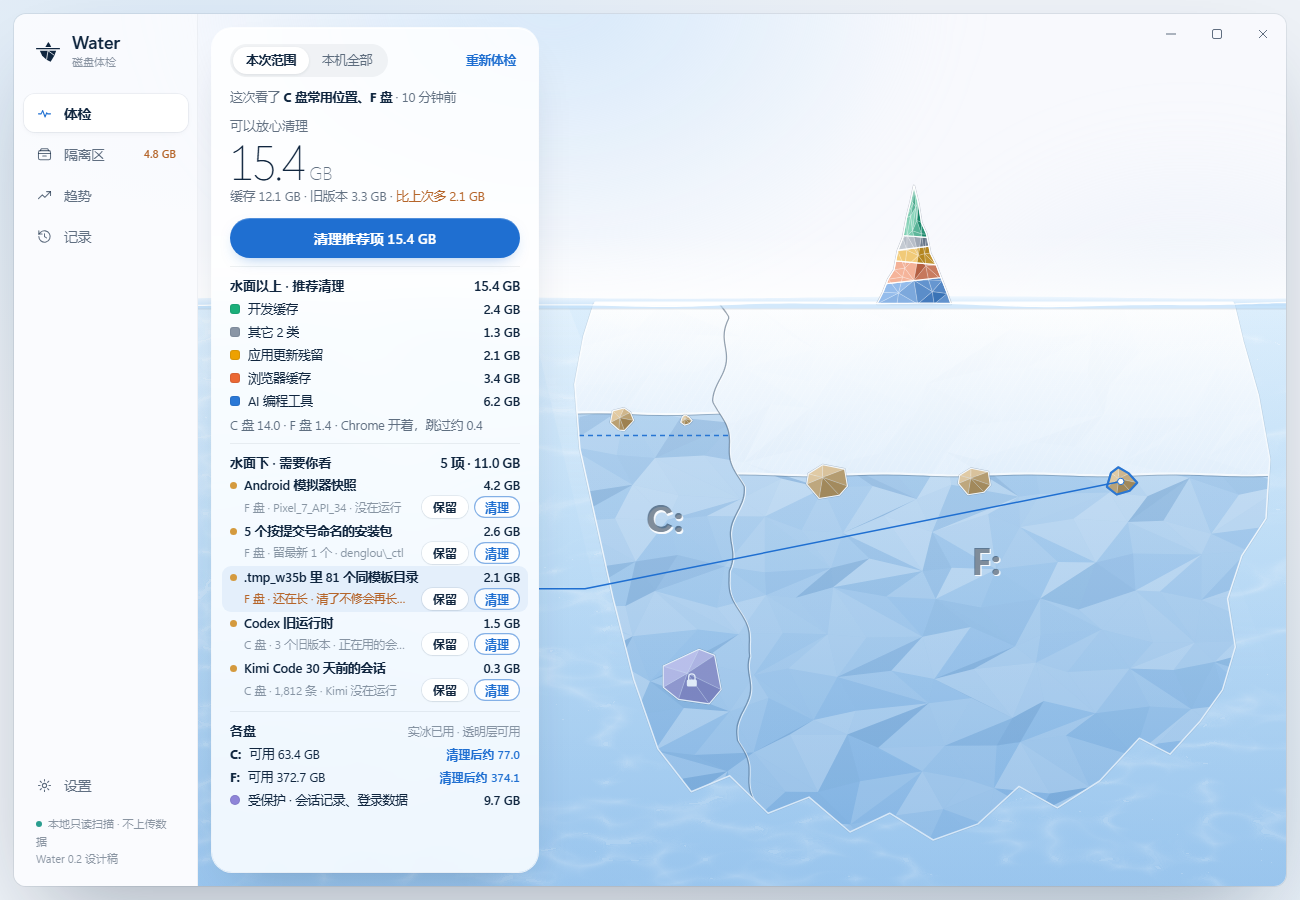 Water
磁盘体检
体检
隔离区 4.8 GB
趋势
记录
设置
本地只读扫描 · 不上传数
据
Water 0.2 设计稿
本次范围 本机全部 重新体检
这次看了 C 盘常用位置、F 盘 · 10 分钟前
可以放心清理
15.4 GB
缓存 12.1 GB · 旧版本 3.3 GB · 比上次多 2.1 GB
清理推荐项 15.4 GB
水面以上 · 推荐清理 15.4 GB
开发缓存 2.4 GB
其它 2 类 1.3 GB
应用更新残留 2.1 GB
浏览器缓存 3.4 GB
AI 编程工具 6.2 GB
C 盘 14.0 · F 盘 1.4 · Chrome 开着，跳过约 0.4
水面下 · 需要你看 5 项 · 11.0 GB
Android 模拟器快照 4.2 GB
F 盘 · Pixel_7_API_34 · 没在运行 保留 清理
5 个按提交号命名的安装包 2.6 GB
F 盘 · 留最新 1 个 · denglou\_ctl 保留 清理
.tmp_w35b 里 81 个同模板目录 2.1 GB
F 盘 · 还在长 · 清了不修会再长... 保留 清理
Codex 旧运行时 1.5 GB
C 盘 · 3 个旧版本 · 正在用的会... 保留 清理
Kimi Code 30 天前的会话 0.3 GB
C 盘 · 1,812 条 · Kimi 没在运行 保留 清理
各盘 实冰已用 · 透明层可用
C: 可用 63.4 GB 清理后约 77.0
F: 可用 372.7 GB 清理后约 374.1
受保护 · 会话记录、登录数据 9.7 GB
C:
F: